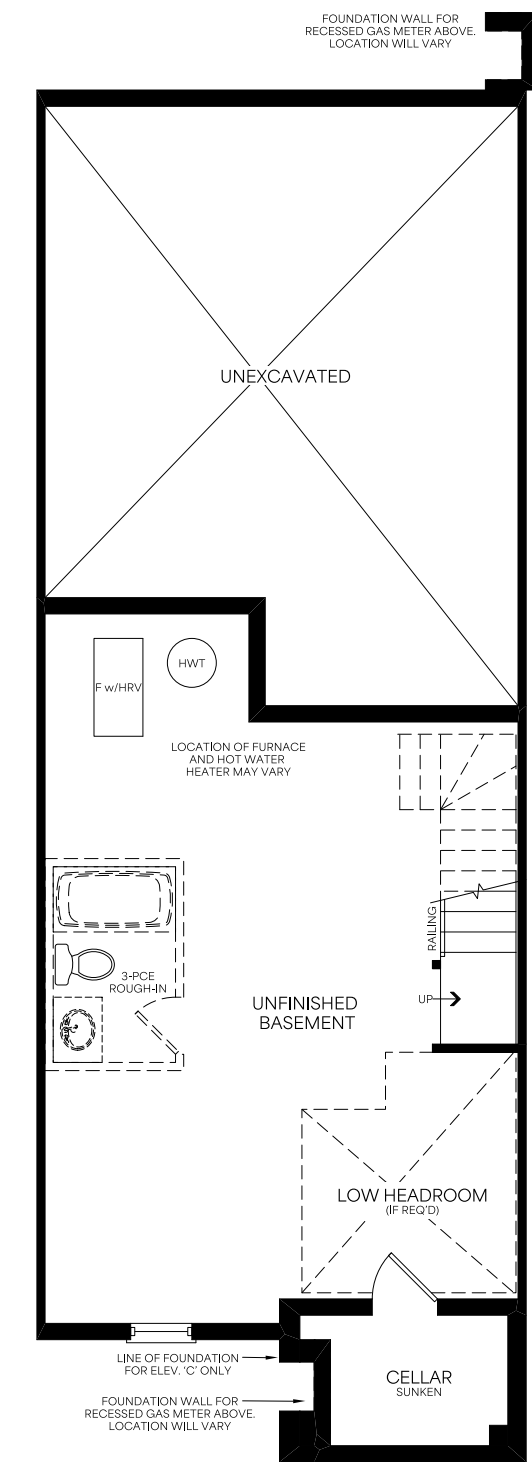 FOUNDATION WALL FOR
RECESSED GAS METER ABOVE.
LOCATION WILL VARY
UNEXCAVATED
F w/HRV
HWT
LOCATION OF FURNACE
AND HOT WATER
HEATER MAY VARY
RAILING
3-PCE
ROUGH-IN
UNFINISHED
BASEMENT
UP
LOW HEADROOM
(IF REQ'D)
LINE OF FOUNDATION
FOR ELEV. 'C' ONLY
CELLAR
SUNKEN
FOUNDATION WALL FOR
RECESSED GAS METER ABOVE.
LOCATION WILL VARY